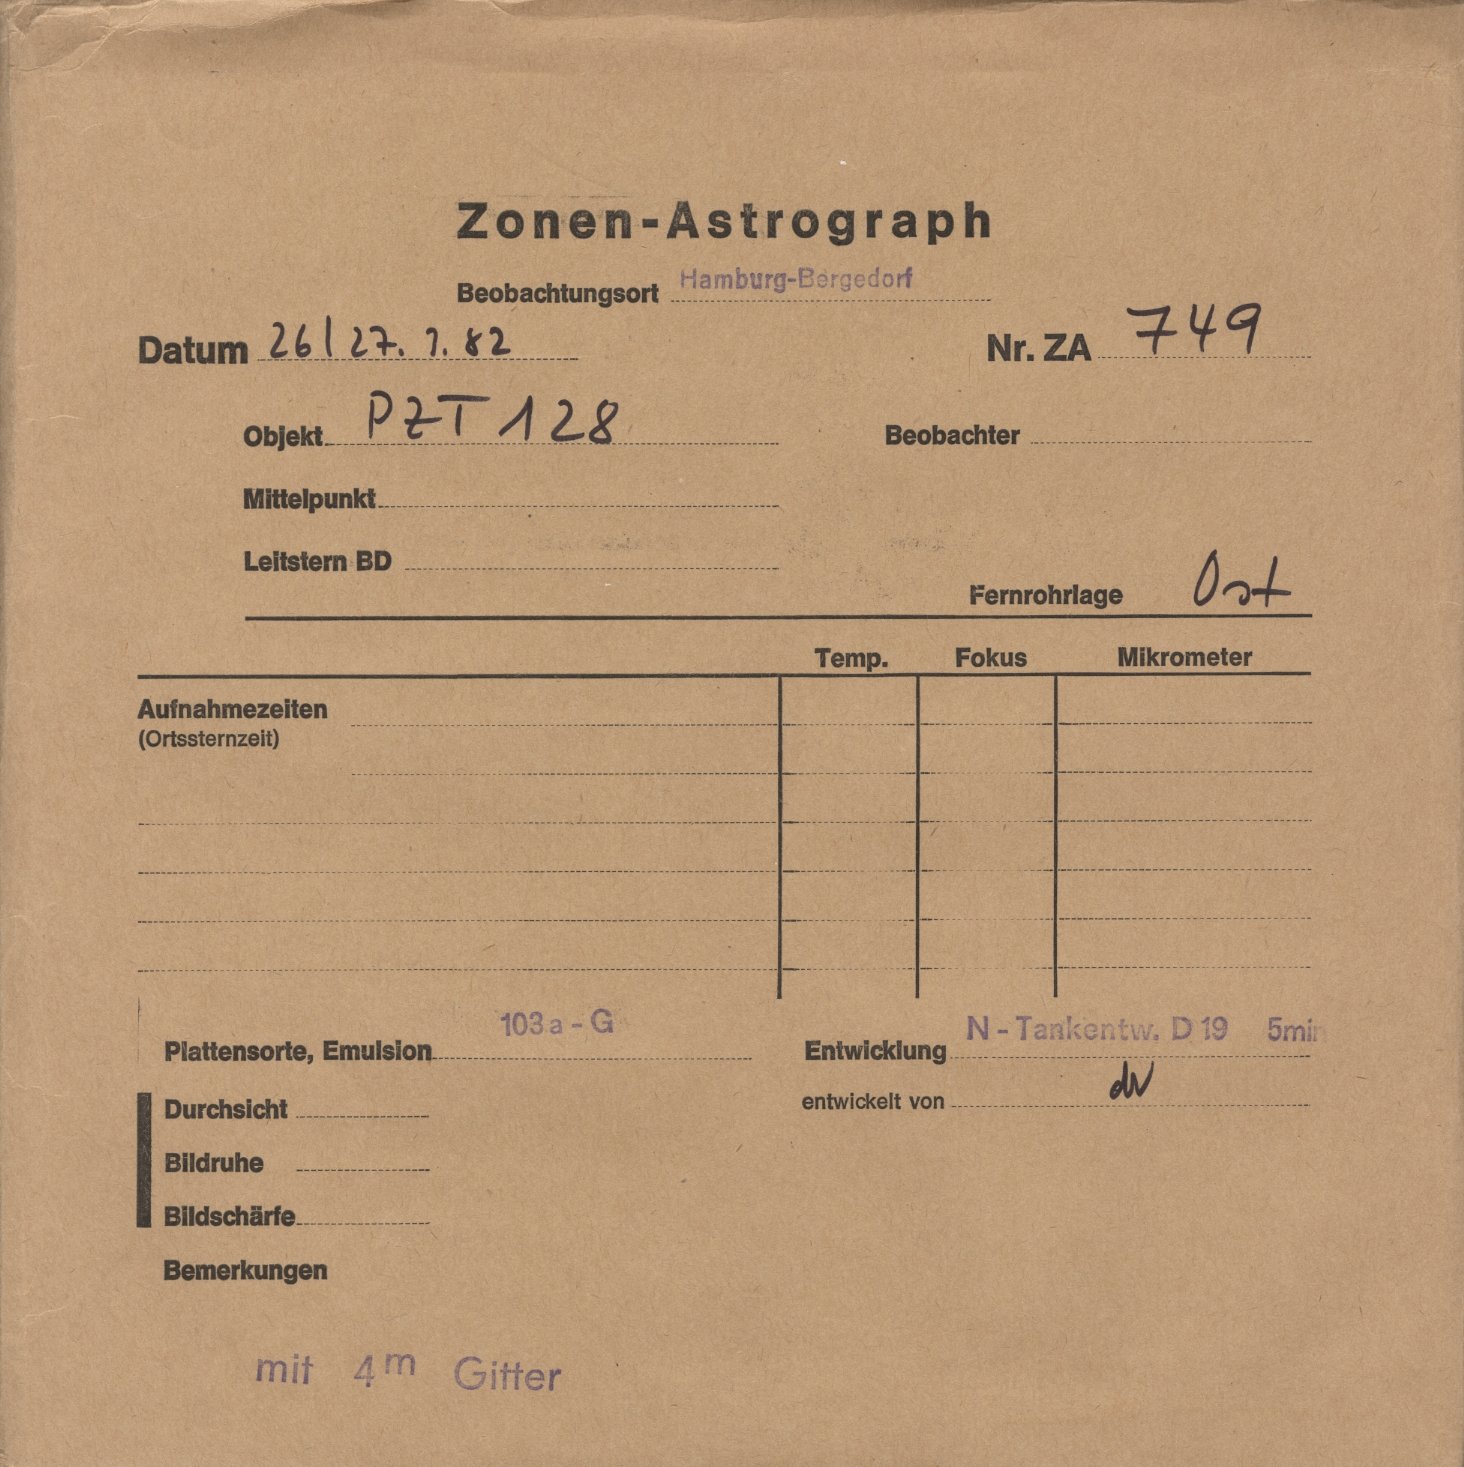 Zonen-Astrograph
Beobachtungsort Hamburg-Bergedorf
Datum 26/27. 1. 82
Nr. ZA 749
Objekt PZT 128
Beobachter
Mittelpunkt
Leitstern BD
Fernrohrlage Ost
Temp. Fokus Mikrometer
Aufnahmezeiten
(Ortssternzeit)
Plattensorte, Emulsion 103a-G
Entwicklung N-Tankentw. D 19 5min
entwickelt von
Durchsicht
Bildruhe
Bildschärfe
Bemerkungen
mit 4m Gitter